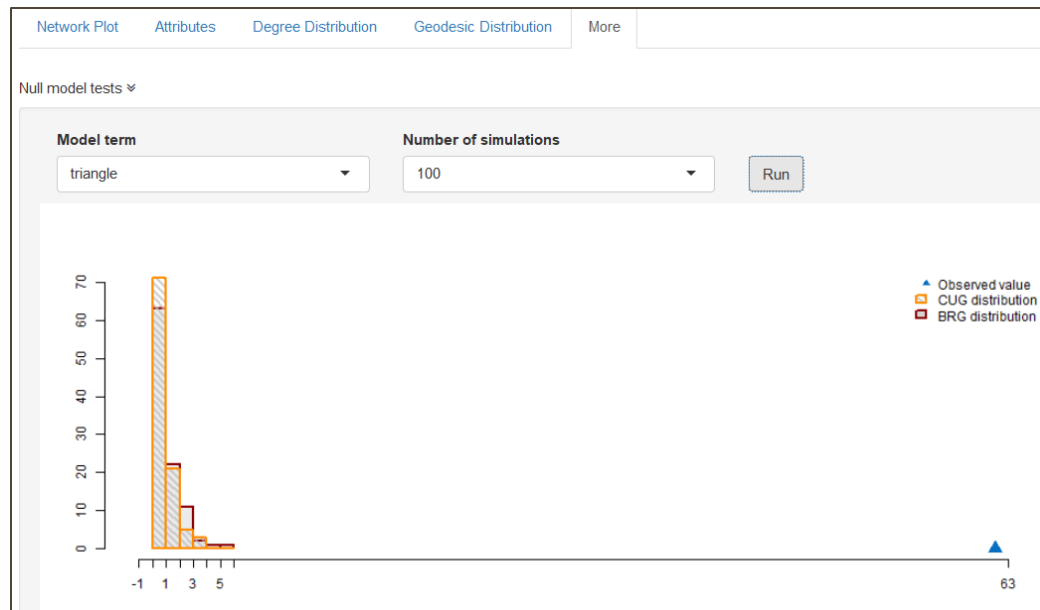 Network Plot Attributes Degree Distribution Geodesic Distribution More
Null model tests
Model term Number of simulations
triangle 100 Run
70
60
50
40
30
20
10
0
Observed value
CUG distribution
BRG distribution
-1 1 3 5 63